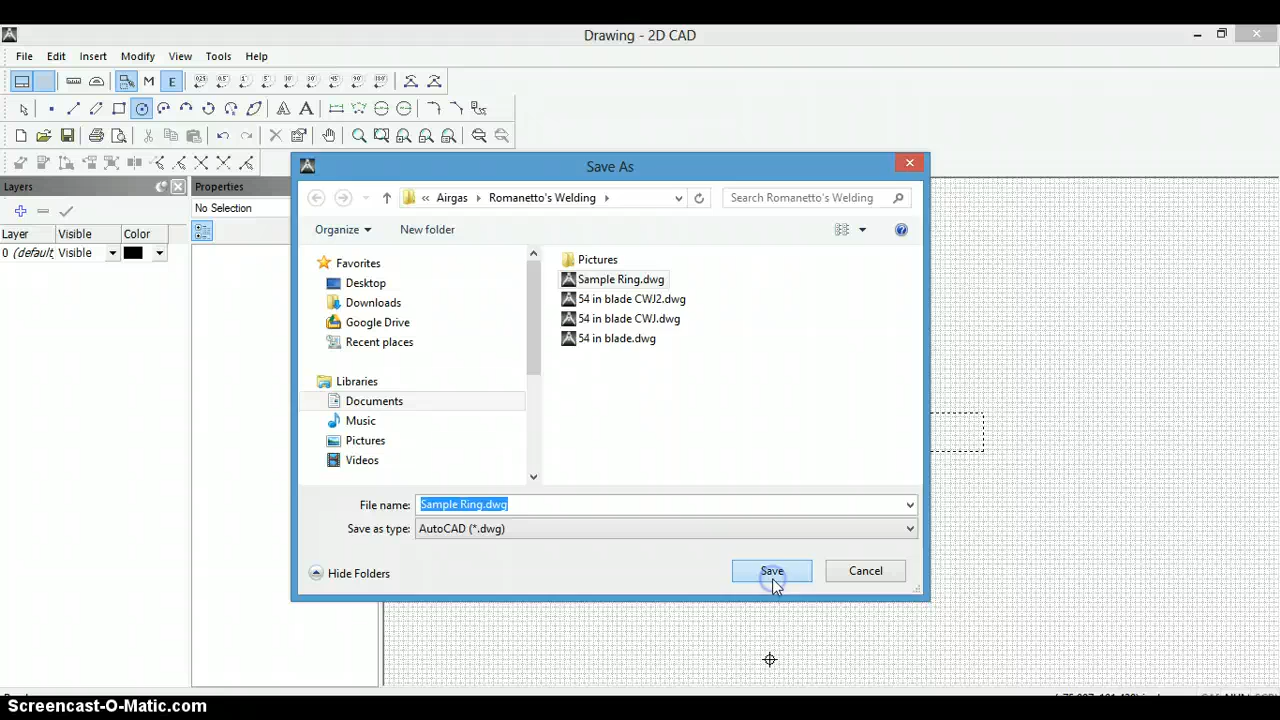 Drawing - 2D CAD
File Edit Insert Modify View Tools Help
M E
A A
Save As
Layers
Properties
« Airgas Romanetto's Welding
Search Romanetto's Welding
No Selection
Organize New folder
Layer Visible Color
0 (default Visible
Favorites
Desktop
Downloads
Google Drive
Recent places
Libraries
Documents
Music
Pictures
Videos
Pictures
Sample Ring.dwg
54 in blade CWJ2.dwg
54 in blade CWJ.dwg
54 in blade.dwg
File name: Sample Ring.dwg
Save as type: AutoCAD (*.dwg)
Hide Folders
Save
Cancel
Screencast-O-Matic.com